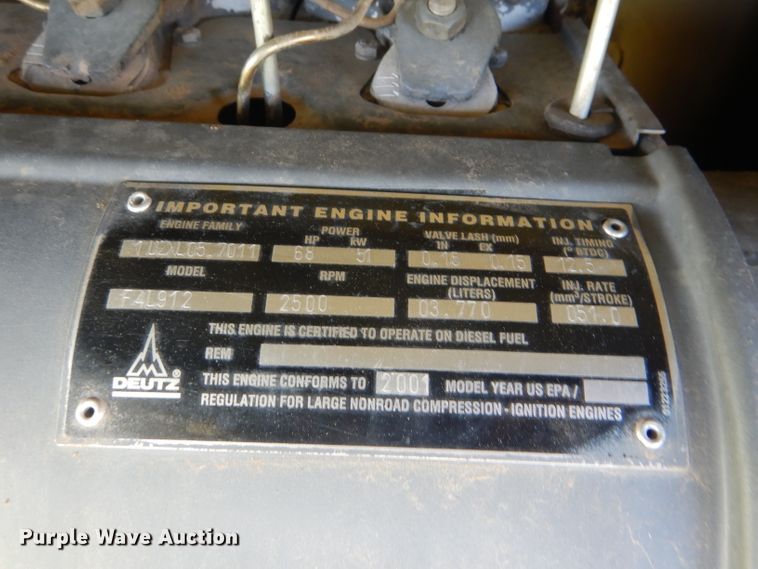 IMPORTANT ENGINE INFORMATION
ENGINE FAMILY POWER VALVE LASH (mm) INJ. TIMING
HP kW IN EX (° BTDC)
68 51 0.15 0.15 12.5
MODEL RPM ENGINE DISPLACEMENT INJ. RATE
(LITERS) (mm³/STROKE)
F4L912 2500 03.770 051.0
THIS ENGINE IS CERTIFIED TO OPERATE ON DIESEL FUEL
REM
DEUTZ ®
THIS ENGINE CONFORMS TO 2001 MODEL YEAR US EPA /
REGULATION FOR LARGE NONROAD COMPRESSION - IGNITION ENGINES
Purple Wave Auction